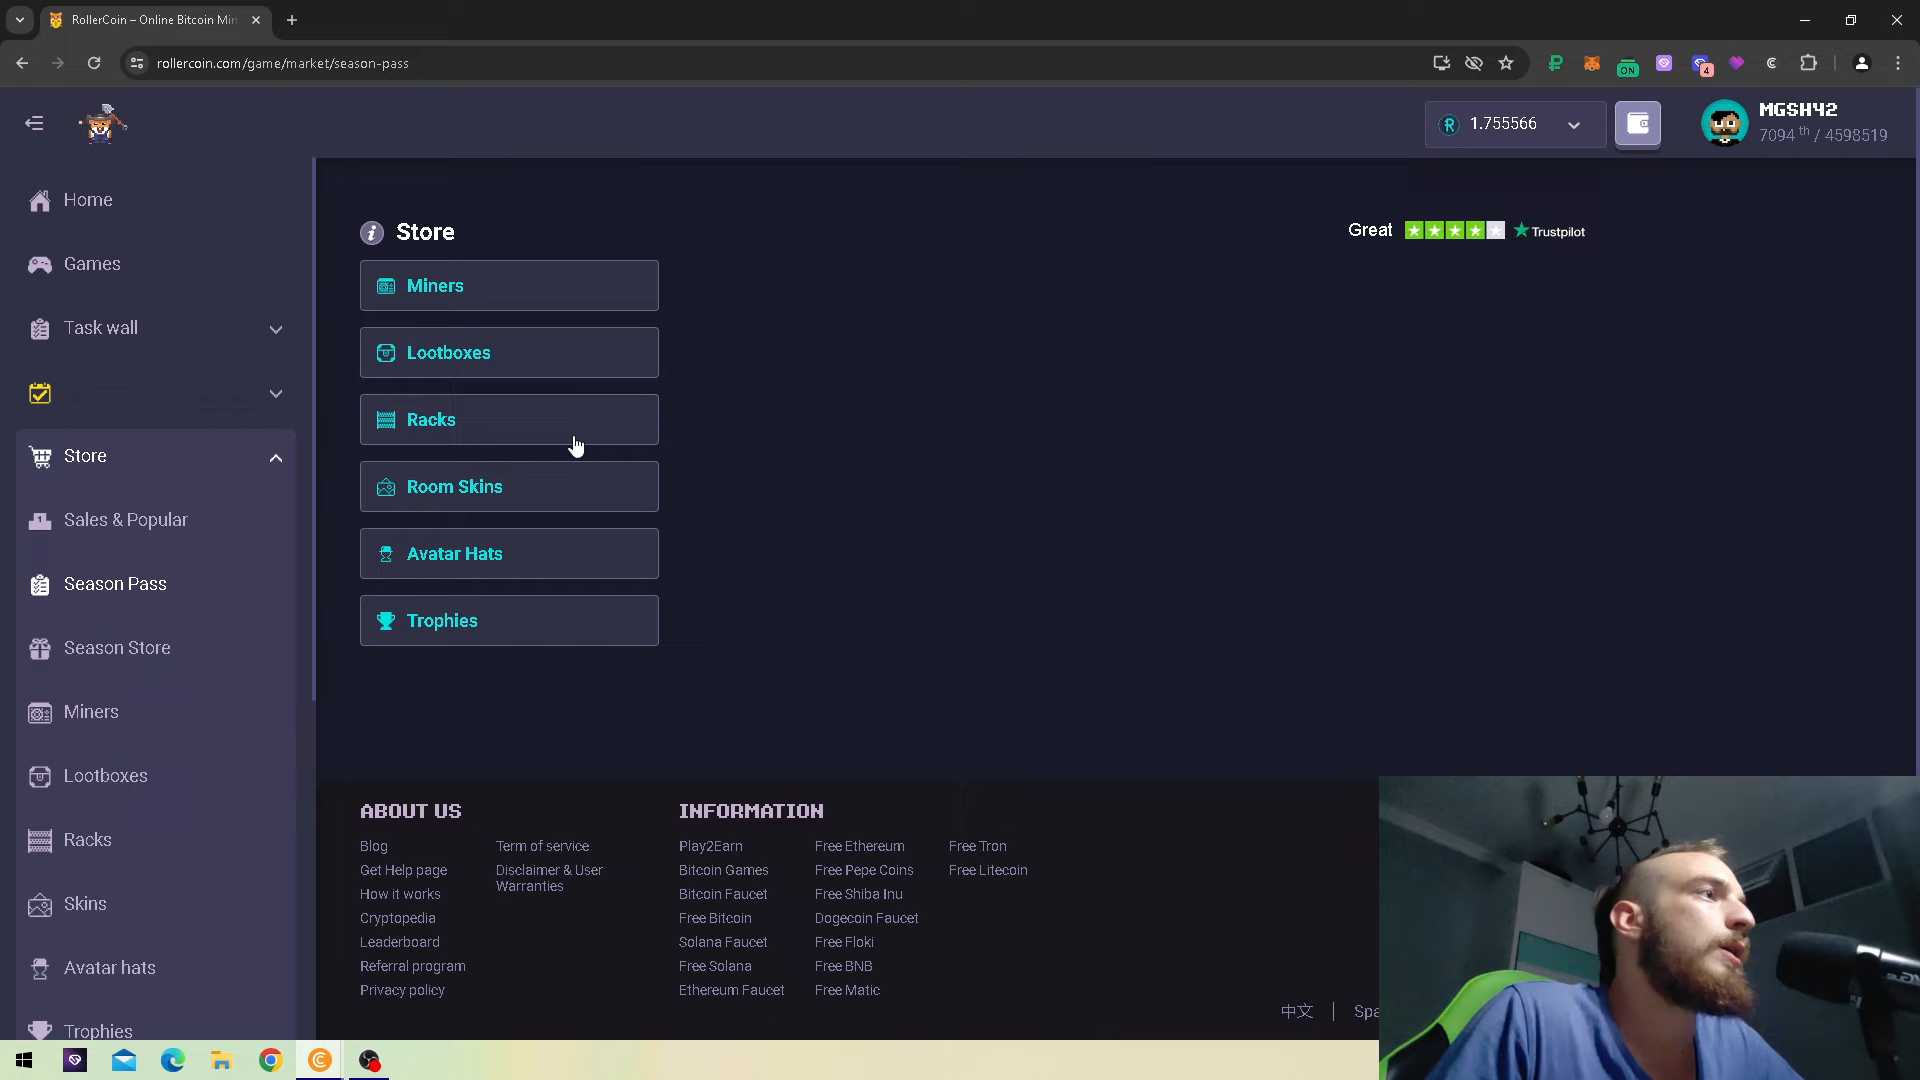 RollerCoin – Online Bitcoin Min
rollercoin.com/game/market/season-pass
ON
4
1.755566
MGSH42
7094 th / 4598519
Home
Games
Task wall
Store
Sales & Popular
Season Pass
Season Store
Miners
Lootboxes
Racks
Skins
Avatar hats
Trophies
Store
Great
Trustpilot
Miners
Lootboxes
Racks
Room Skins
Avatar Hats
Trophies
ABOUT US
Blog
Get Help page
How it works
Cryptopedia
Leaderboard
Referral program
Privacy policy
Term of service
Disclaimer & User
Warranties
INFORMATION
Play2Earn
Bitcoin Games
Bitcoin Faucet
Free Bitcoin
Solana Faucet
Free Solana
Ethereum Faucet
Free Ethereum
Free Pepe Coins
Free Shiba Inu
Dogecoin Faucet
Free Floki
Free BNB
Free Matic
Free Tron
Free Litecoin
中文 | Spa